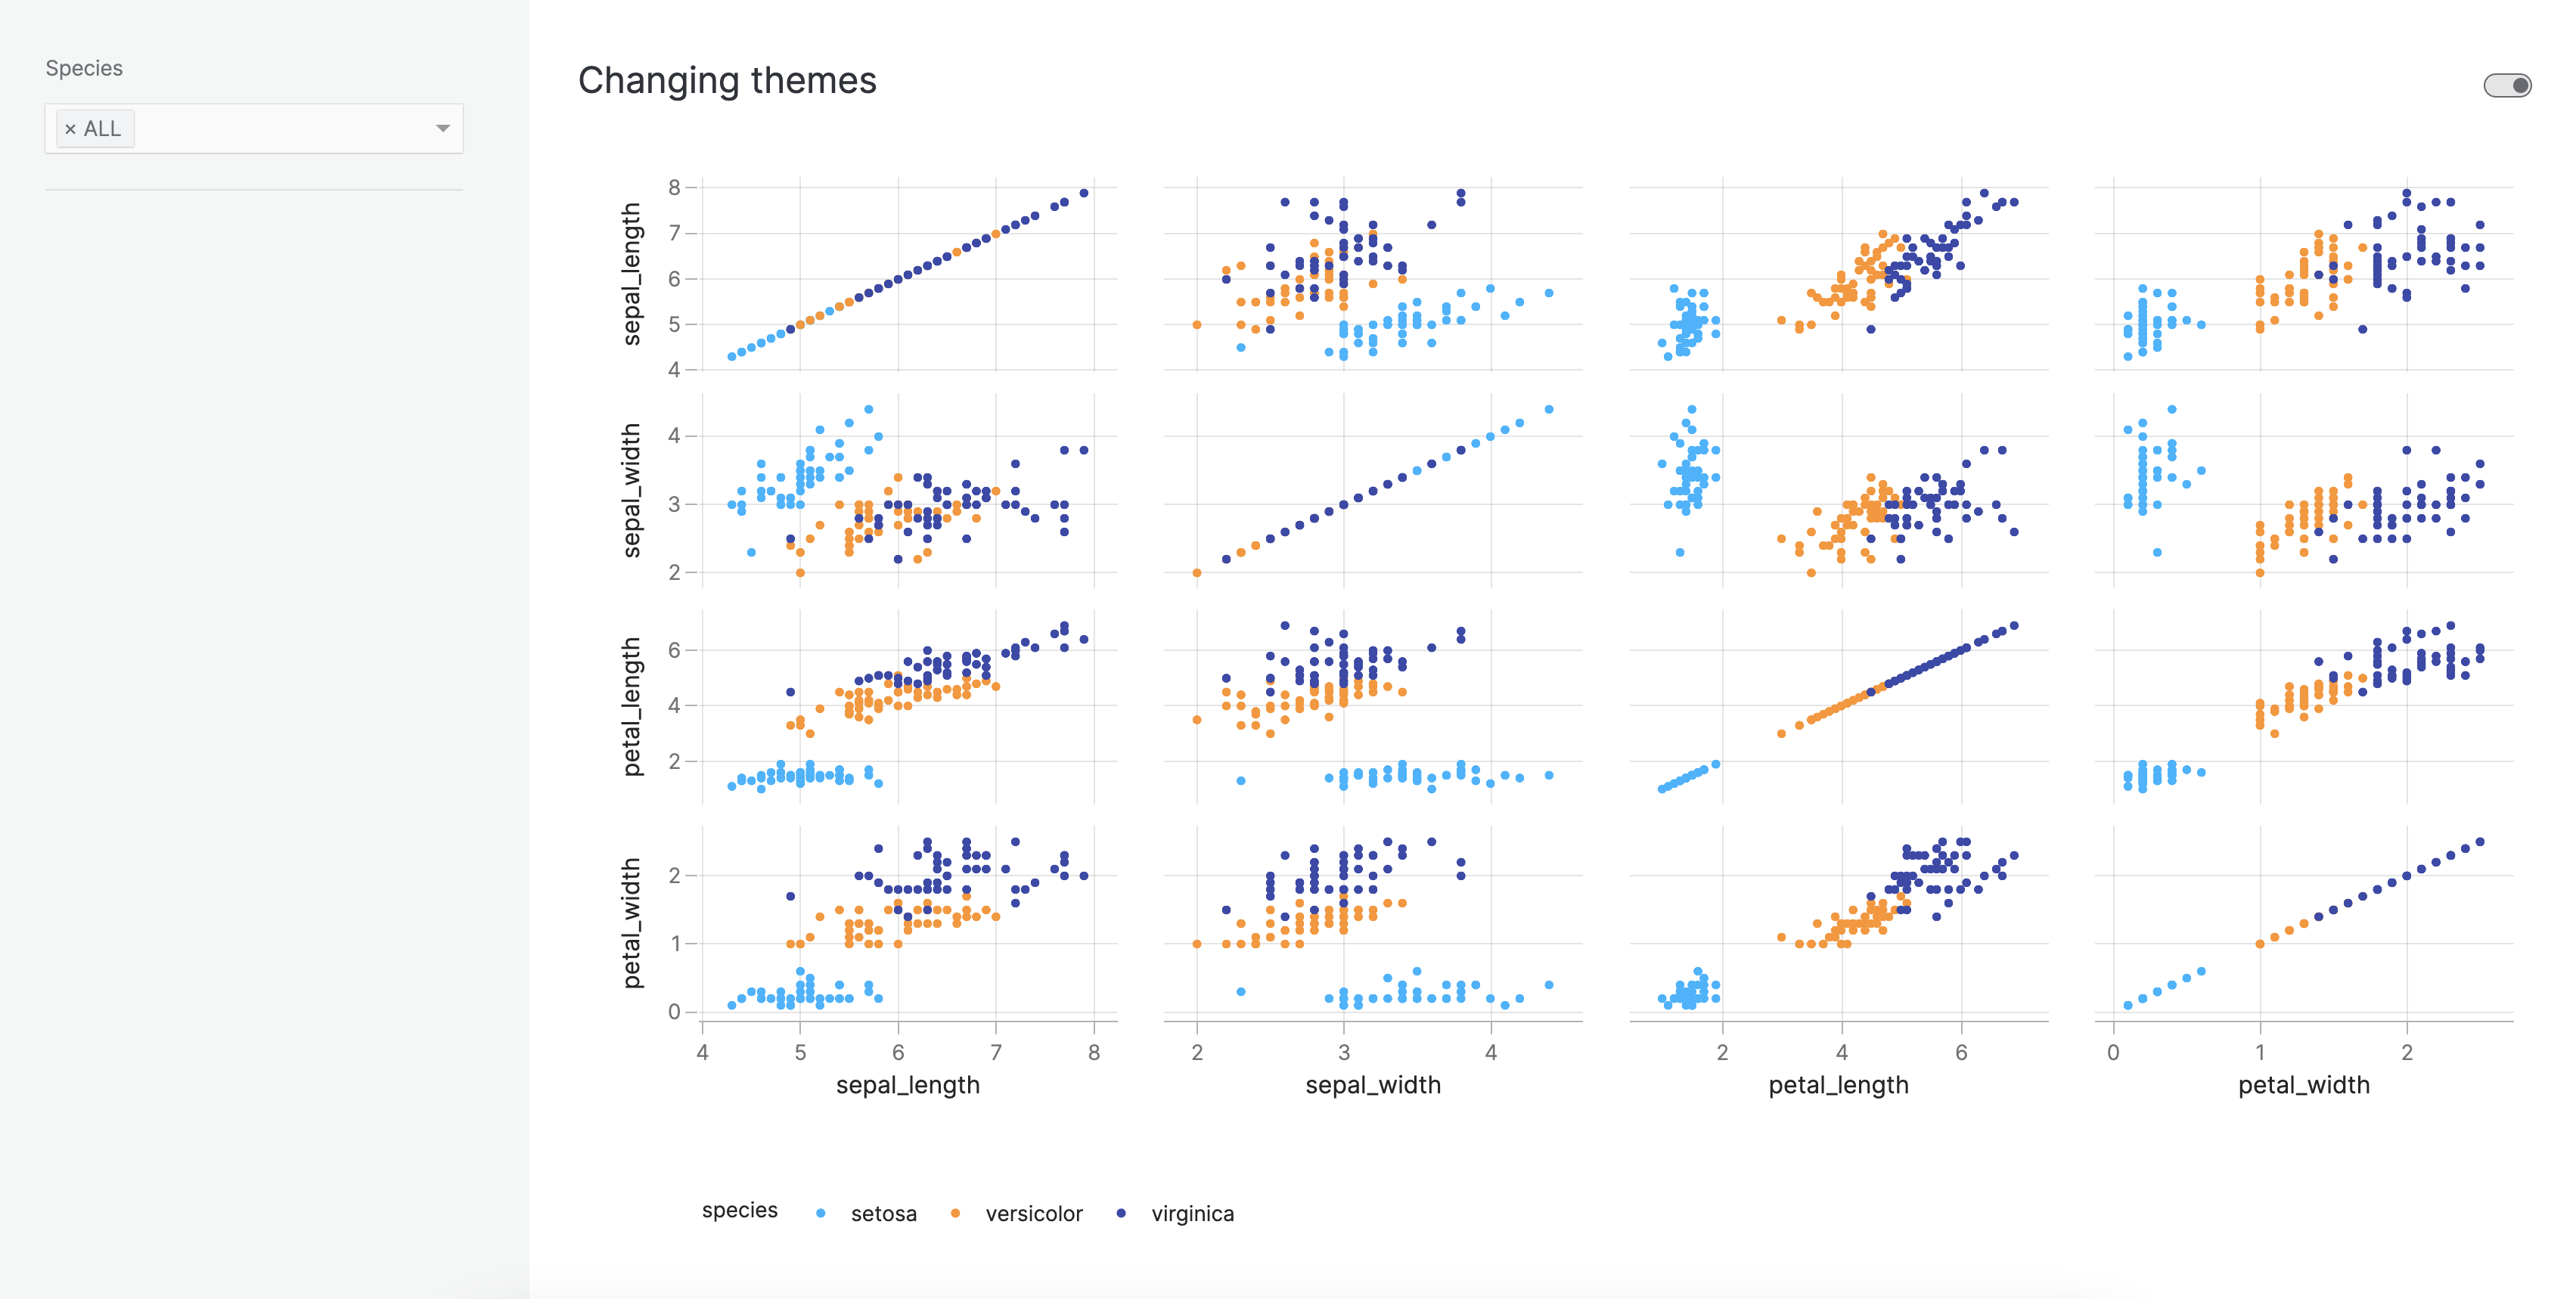 Species
× ALL
Changing themes
sepal_length
8
7
6
5
4
sepal_width
4
3
2
petal_length
6
4
2
petal_width
2
1
0
4 5 6 7 8 2 3 4 2 4 6 0 1 2
sepal_length sepal_width petal_length petal_width
species setosa versicolor virginica